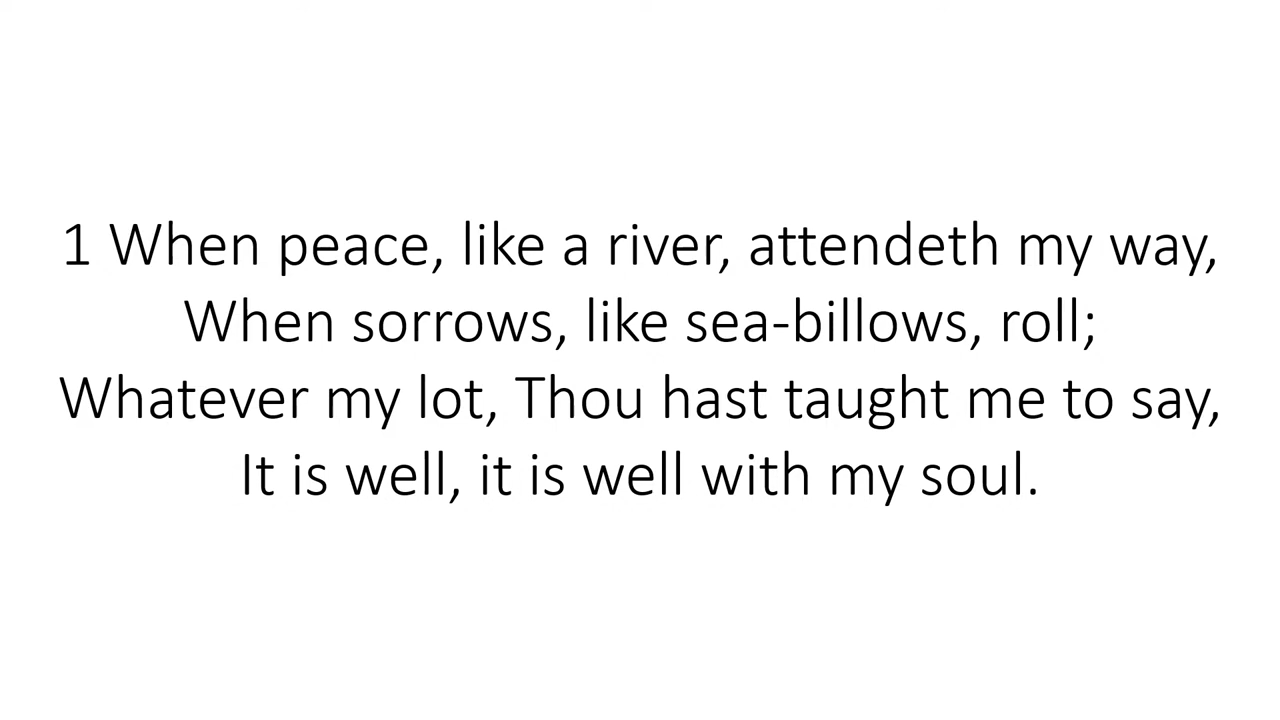 1 When peace, like a river, attendeth my way,
When sorrows, like sea-billows, roll;
Whatever my lot, Thou hast taught me to say,
It is well, it is well with my soul.